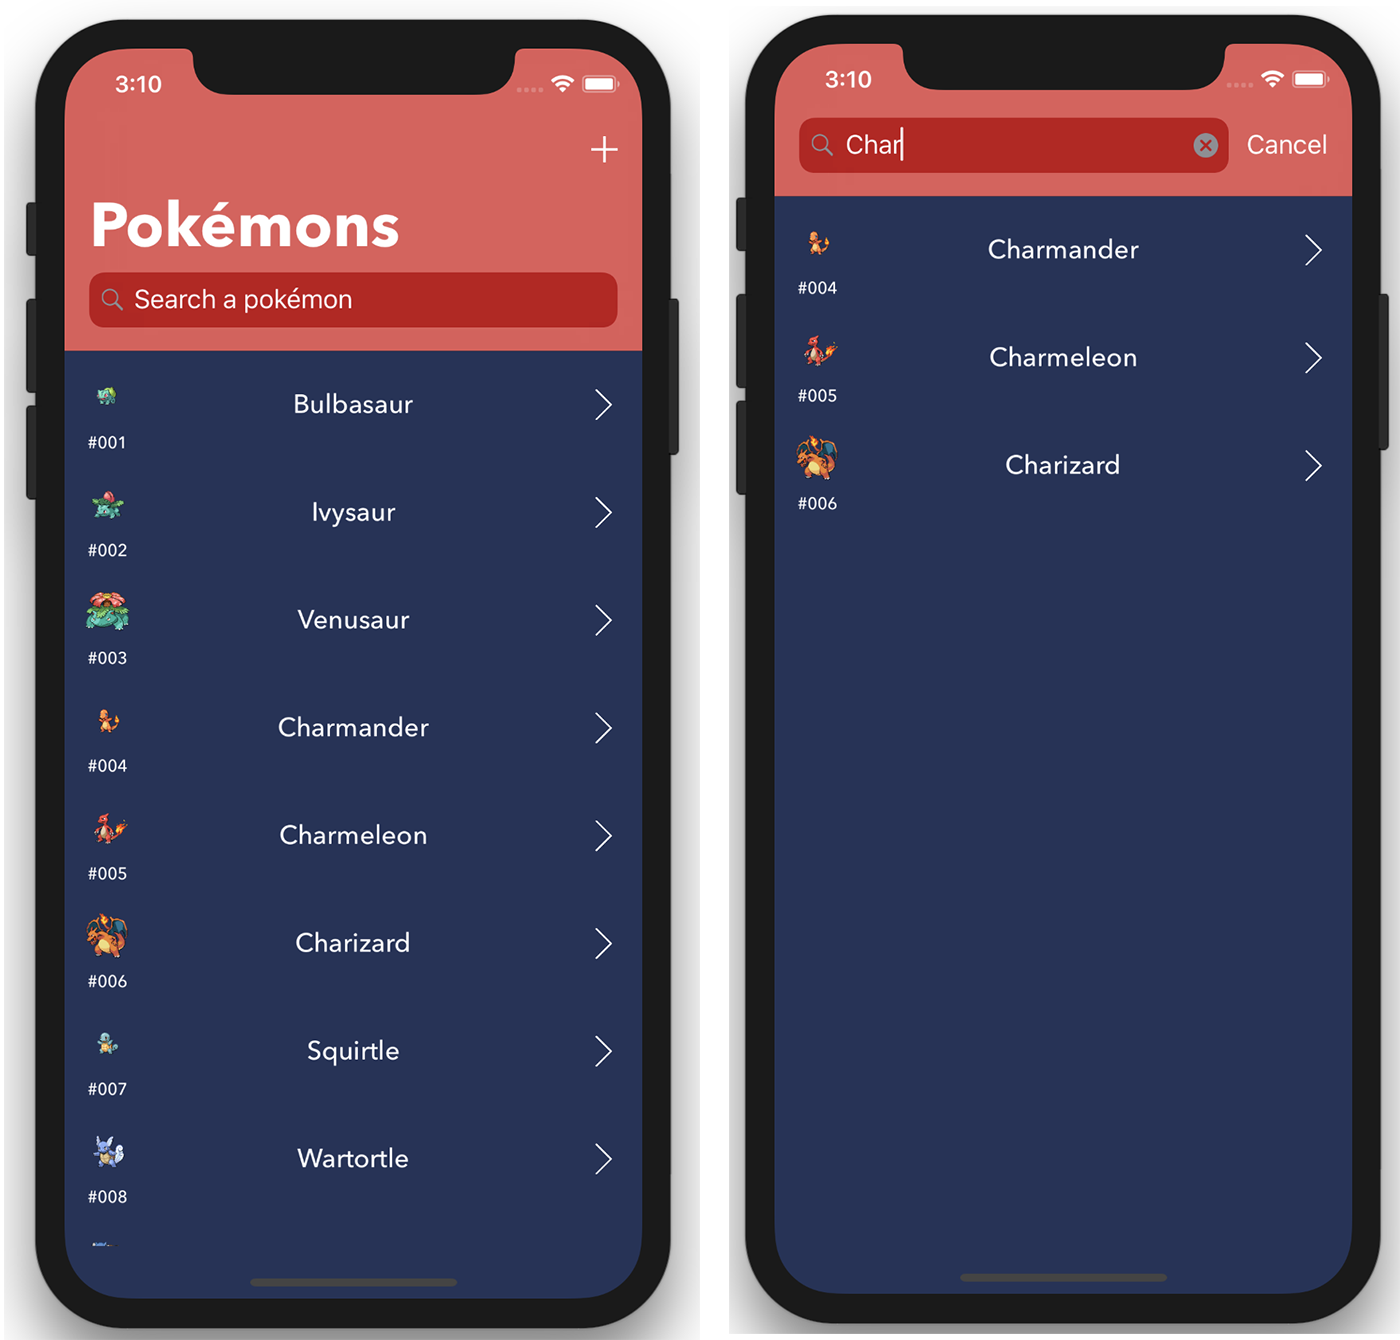 3:10
Pokémons
Search a pokémon
Bulbasaur
#001
Ivysaur
#002
Venusaur
#003
Charmander
#004
Charmeleon
#005
Charizard
#006
Squirtle
#007
Wartortle
#008
3:10
Char
Cancel
Charmander
#004
Charmeleon
#005
Charizard
#006